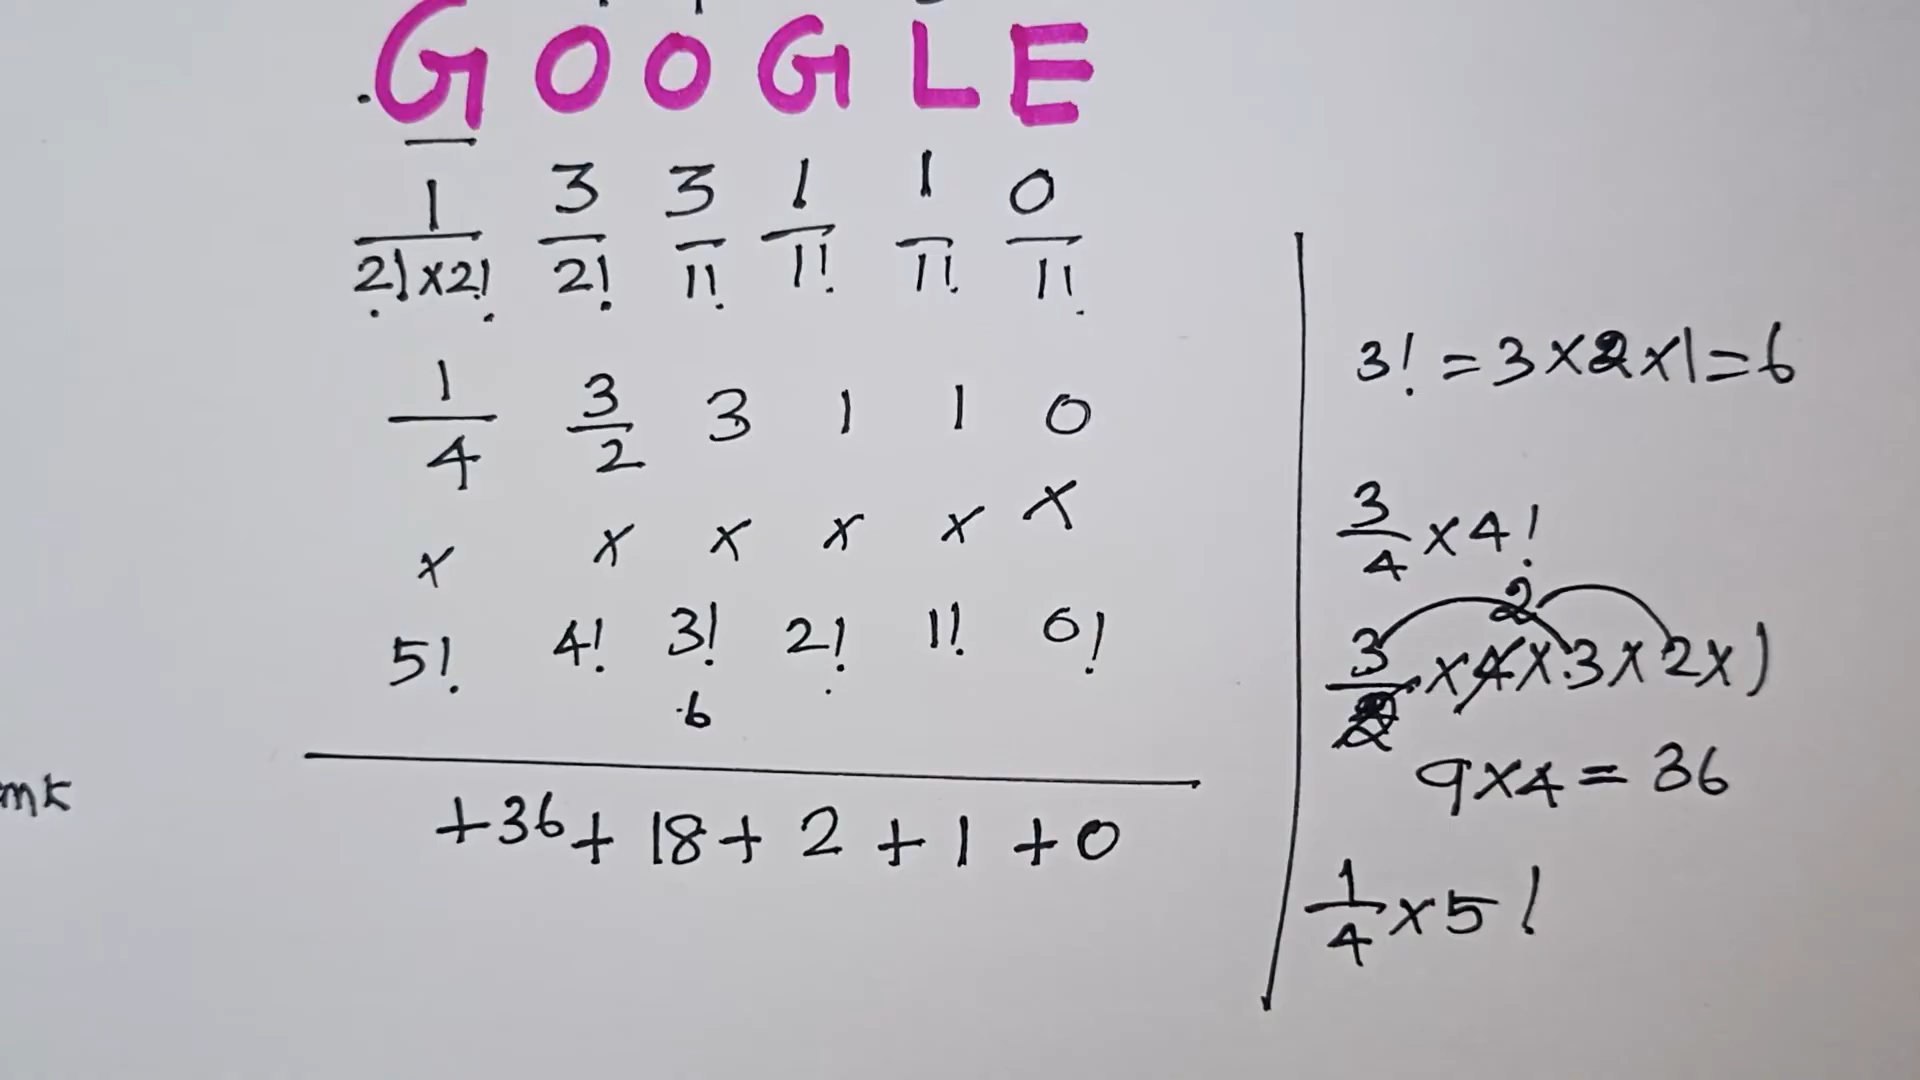 GOOGLE
1 3 3 1 1 0
2!×2! 2! 1! 1! 1! 1!
1 3 3 1 1 0
4 2
× × × × × ×
5! 4! 3! 2! 1! 0!
6
+36+ 18+ 2 +1 +0
3! = 3×2×1=6
3/4 ×4!
2
3/2 ×4×3×2×1
9×4 = 36
1/4 ×5!